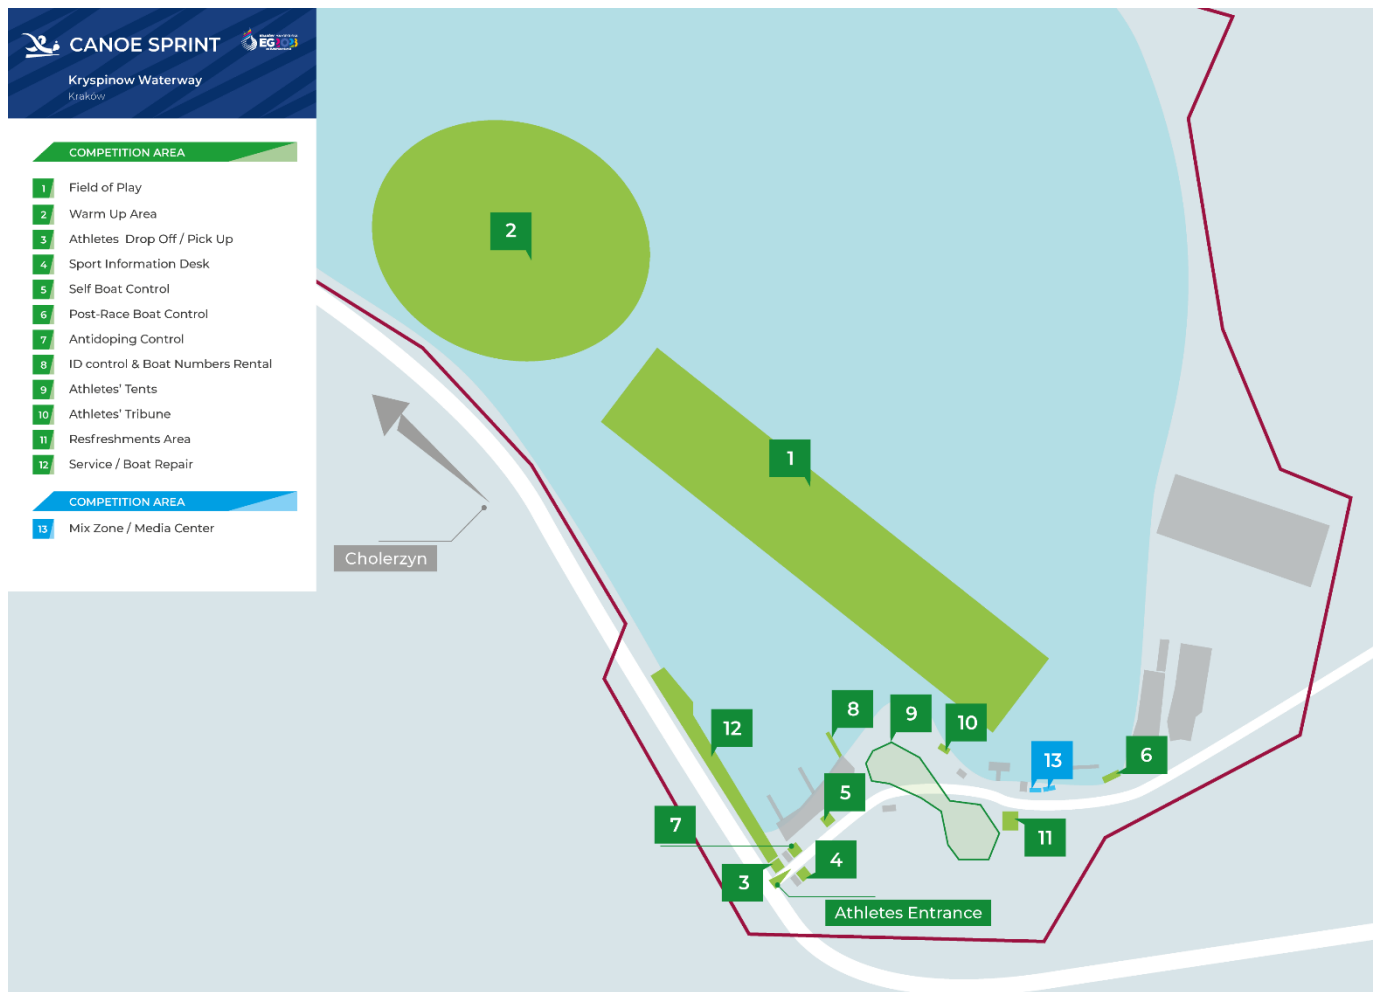 CANOE SPRINT
EG2023
Kryspinow Waterway
Kraków
COMPETITION AREA
1 Field of Play
2 Warm Up Area
3 Athletes Drop Off / Pick Up
4 Sport Information Desk
5 Self Boat Control
6 Post-Race Boat Control
7 Antidoping Control
8 ID control & Boat Numbers Rental
9 Athletes' Tents
10 Athletes' Tribune
11 Resfreshments Area
12 Service / Boat Repair
COMPETITION AREA
13 Mix Zone / Media Center
2
1
Cholerzyn
8
9
10
12
13
6
5
7
11
4
3
Athletes Entrance